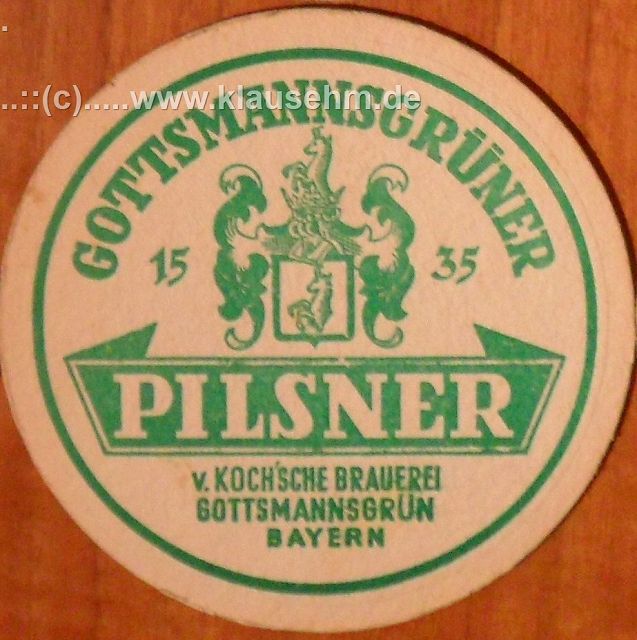 .
..::(c).....www.klausehm.de
GOTTSMANNSGRÜNER
15 35
PILSNER
v. KOCH'SCHE BRAUEREI
GOTTSMANNSGRÜN
BAYERN